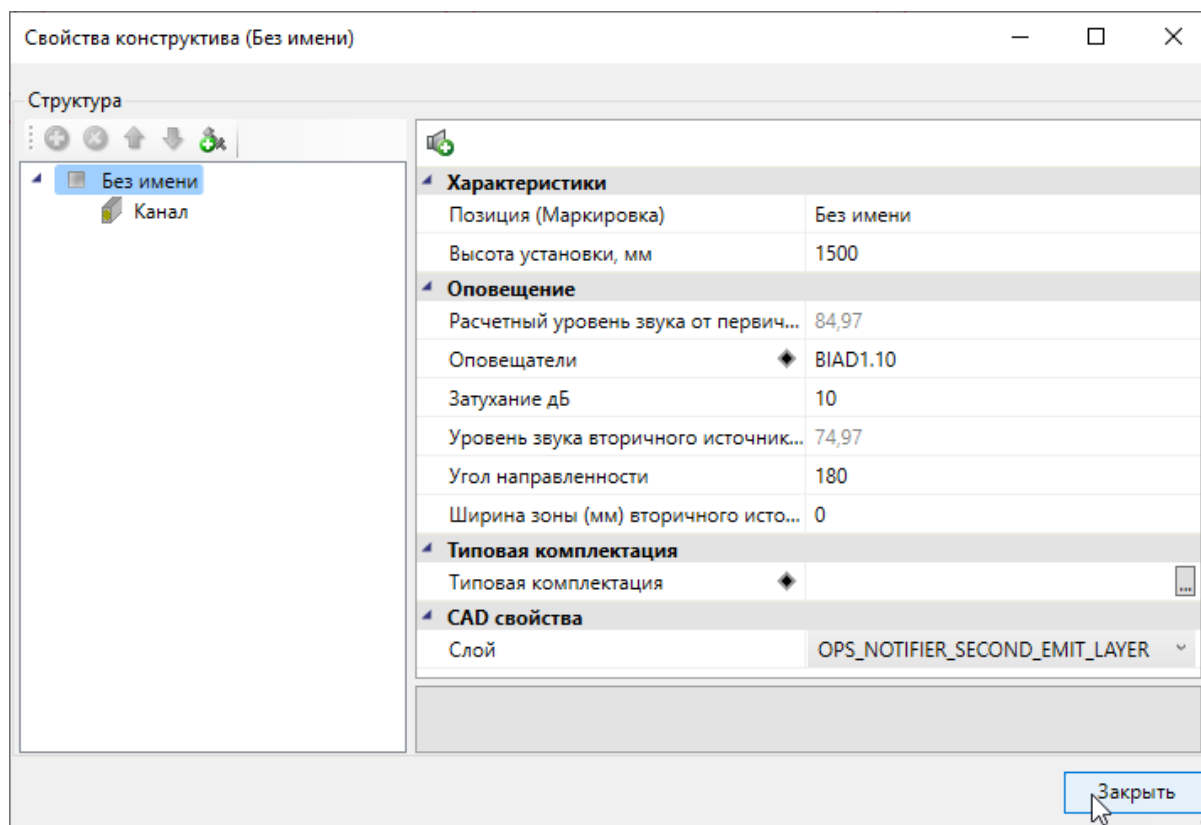 Свойства конструктива (Без имени)
Структура
Без имени
Канал
Характеристики
Позиция (Маркировка) Без имени
Высота установки, мм 1500
Оповещение
Расчетный уровень звука от первич... 84,97
Оповещатели BIAD1.10
Затухание дБ 10
Уровень звука вторичного источник... 74,97
Угол направленности 180
Ширина зоны (мм) вторичного исто... 0
Типовая комплектация
Типовая комплектация ...
CAD свойства
Слой OPS_NOTIFIER_SECOND_EMIT_LAYER
Закрыть